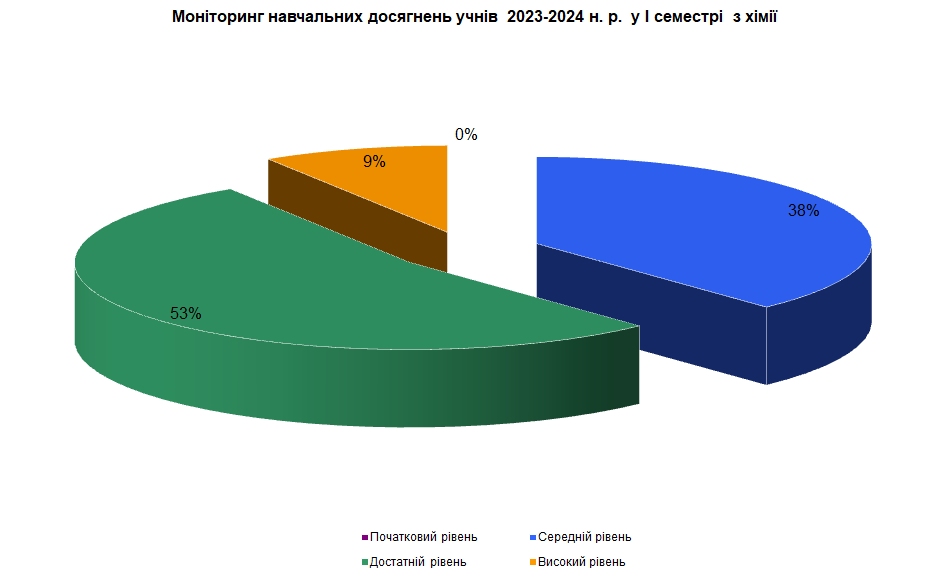 Моніторинг навчальних досягнень учнів 2023-2024 н. р. у І семестрі з хімії
0%
9%
38%
53%
Початковий рівень
Середній рівень
Достатній рівень
Високий рівень